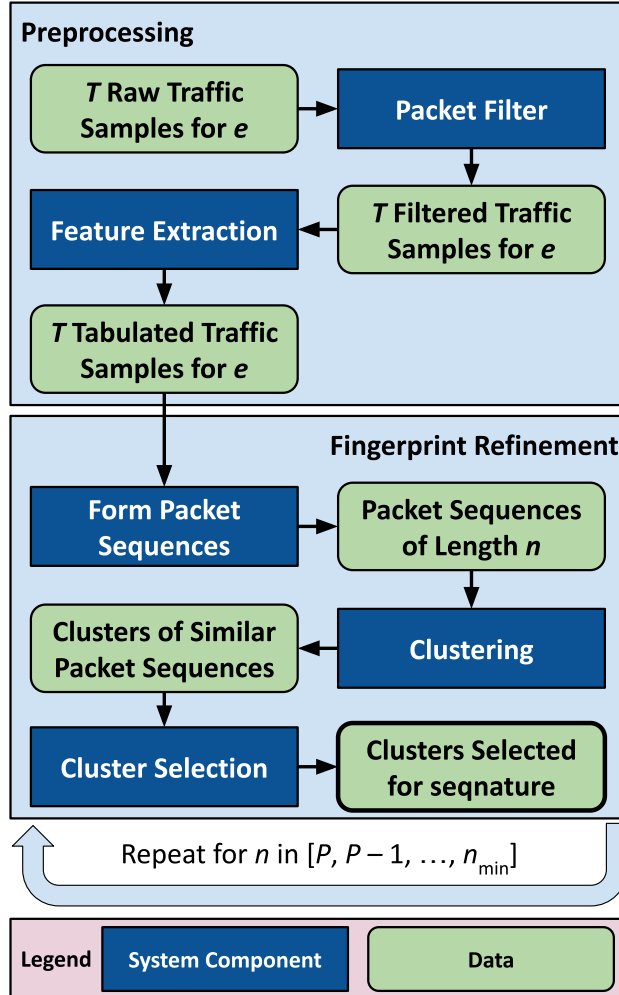 Preprocessing
T Raw Traffic
Samples for e
Packet Filter
T Filtered Traffic
Samples for e
Feature Extraction
T Tabulated Traffic
Samples for e
Fingerprint Refinement
Form Packet
Sequences
Packet Sequences
of Length n
Clustering
Clusters of Similar
Packet Sequences
Cluster Selection
Clusters Selected
for seqnature
Repeat for n in [P, P – 1, …, nmin]
Legend
System Component
Data